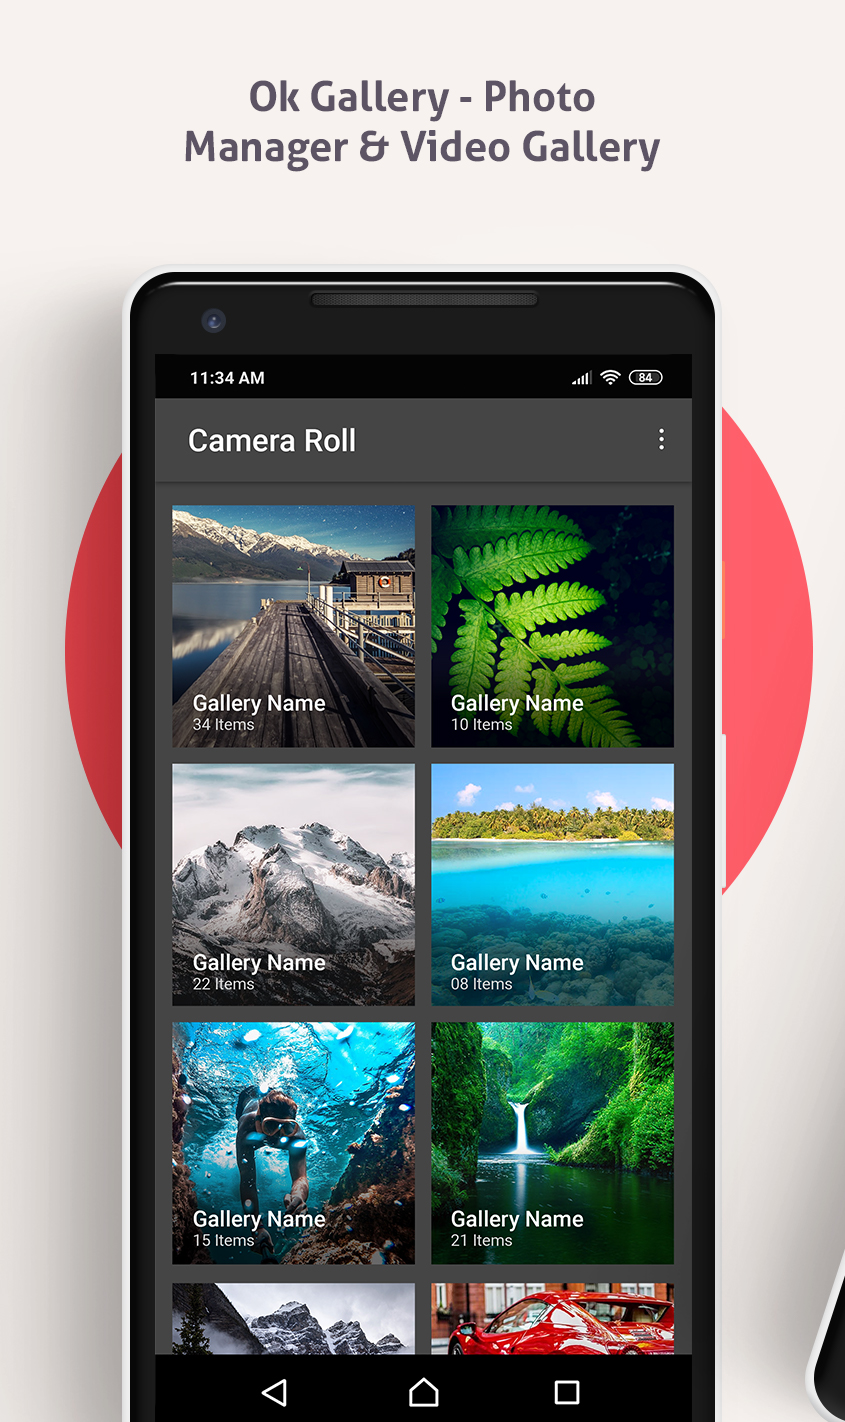 Ok Gallery - Photo
Manager & Video Gallery
11:34 AM
84
Camera Roll
Gallery Name
34 Items
Gallery Name
10 Items
Gallery Name
22 Items
Gallery Name
08 Items
Gallery Name
15 Items
Gallery Name
21 Items